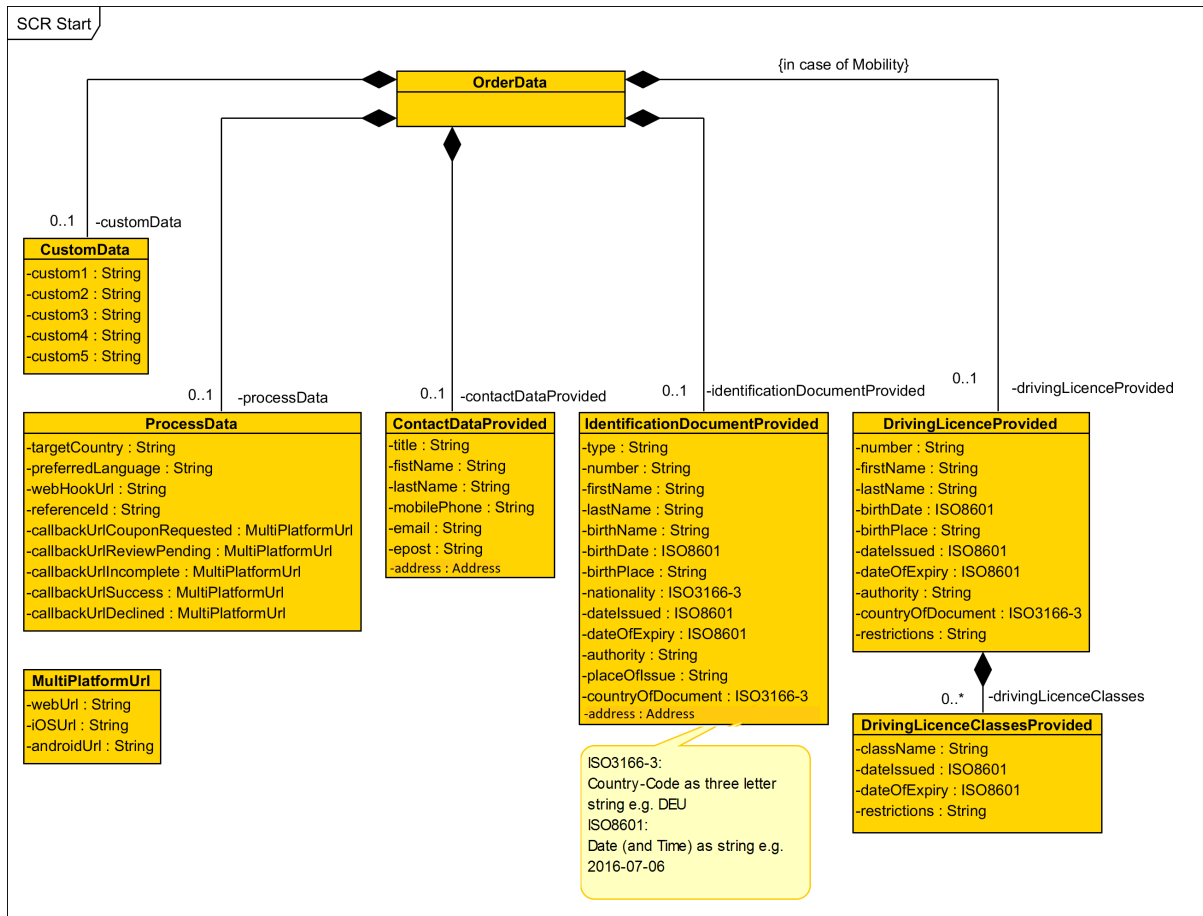 SCR Start
OrderData
{in case of Mobility}
0..1 -customData
CustomData
-custom1 : String
-custom2 : String
-custom3 : String
-custom4 : String
-custom5 : String
0..1 -processData
ProcessData
-targetCountry : String
-preferredLanguage : String
-webHookUrl : String
-referenceId : String
-callbackUrlCouponRequested : MultiPlatformUrl
-callbackUrlReviewPending : MultiPlatformUrl
-callbackUrlIncomplete : MultiPlatformUrl
-callbackUrlSuccess : MultiPlatformUrl
-callbackUrlDeclined : MultiPlatformUrl
MultiPlatformUrl
-webUrl : String
-iOSUrl : String
-androidUrl : String
0..1 -contactDataProvided
ContactDataProvided
-title : String
-fistName : String
-lastName : String
-mobilePhone : String
-email : String
-epost : String
-address : Address
0..1 -identificationDocumentProvided
IdentificationDocumentProvided
-type : String
-number : String
-firstName : String
-lastName : String
-birthName : String
-birthDate : ISO8601
-birthPlace : String
-nationality : ISO3166-3
-dateIssued : ISO8601
-dateOfExpiry : ISO8601
-authority : String
-placeOfIssue : String
-countryOfDocument : ISO3166-3
-address : Address
ISO3166-3:
Country-Code as three letter
string e.g. DEU
ISO8601:
Date (and Time) as string e.g.
2016-07-06
0..1 -drivingLicenceProvided
DrivingLicenceProvided
-number : String
-firstName : String
-lastName : String
-birthDate : ISO8601
-birthPlace : String
-dateIssued : ISO8601
-dateOfExpiry : ISO8601
-authority : String
-countryOfDocument : ISO3166-3
-restrictions : String
0..* -drivingLicenceClasses
DrivingLicenceClassesProvided
-className : String
-dateIssued : ISO8601
-dateOfExpiry : ISO8601
-restrictions : String